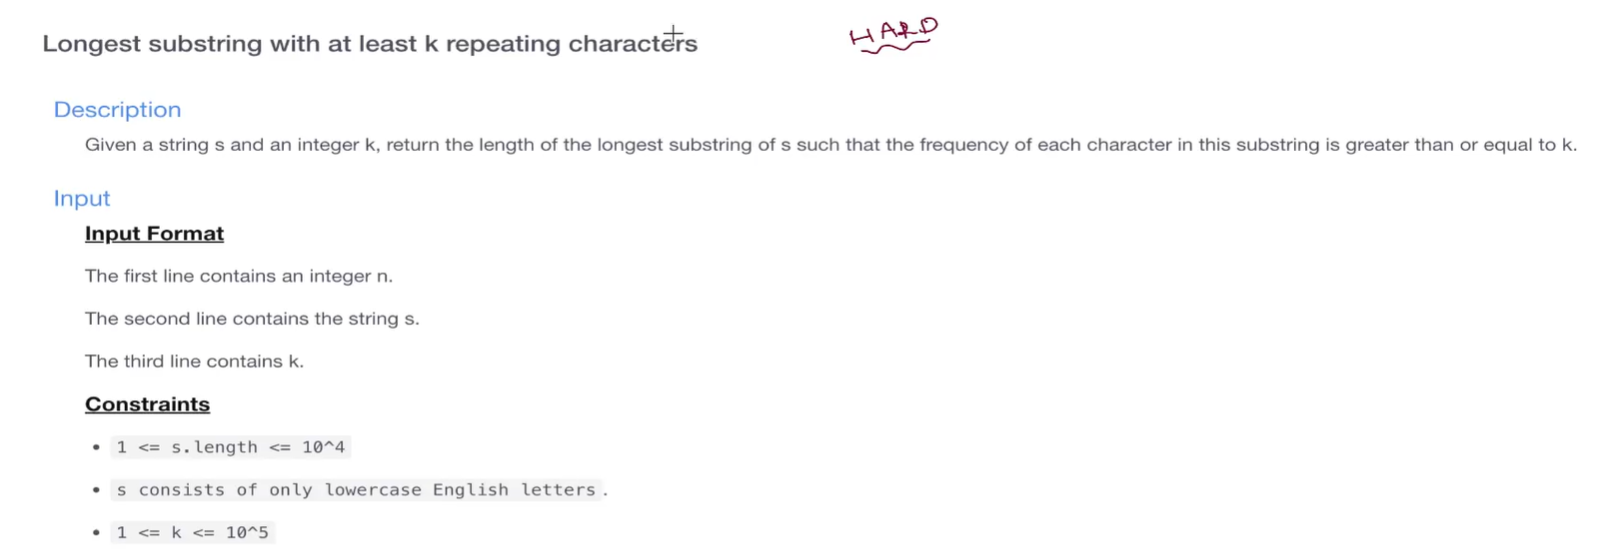 Longest substring with at least k repeating characters
HARD
Description
Given a string s and an integer k, return the length of the longest substring of s such that the frequency of each character in this substring is greater than or equal to k.
Input
Input Format
The first line contains an integer n.
The second line contains the string s.
The third line contains k.
Constraints
• 1 <= s.length <= 10^4
• s consists of only lowercase English letters .
• 1 <= k <= 10^5